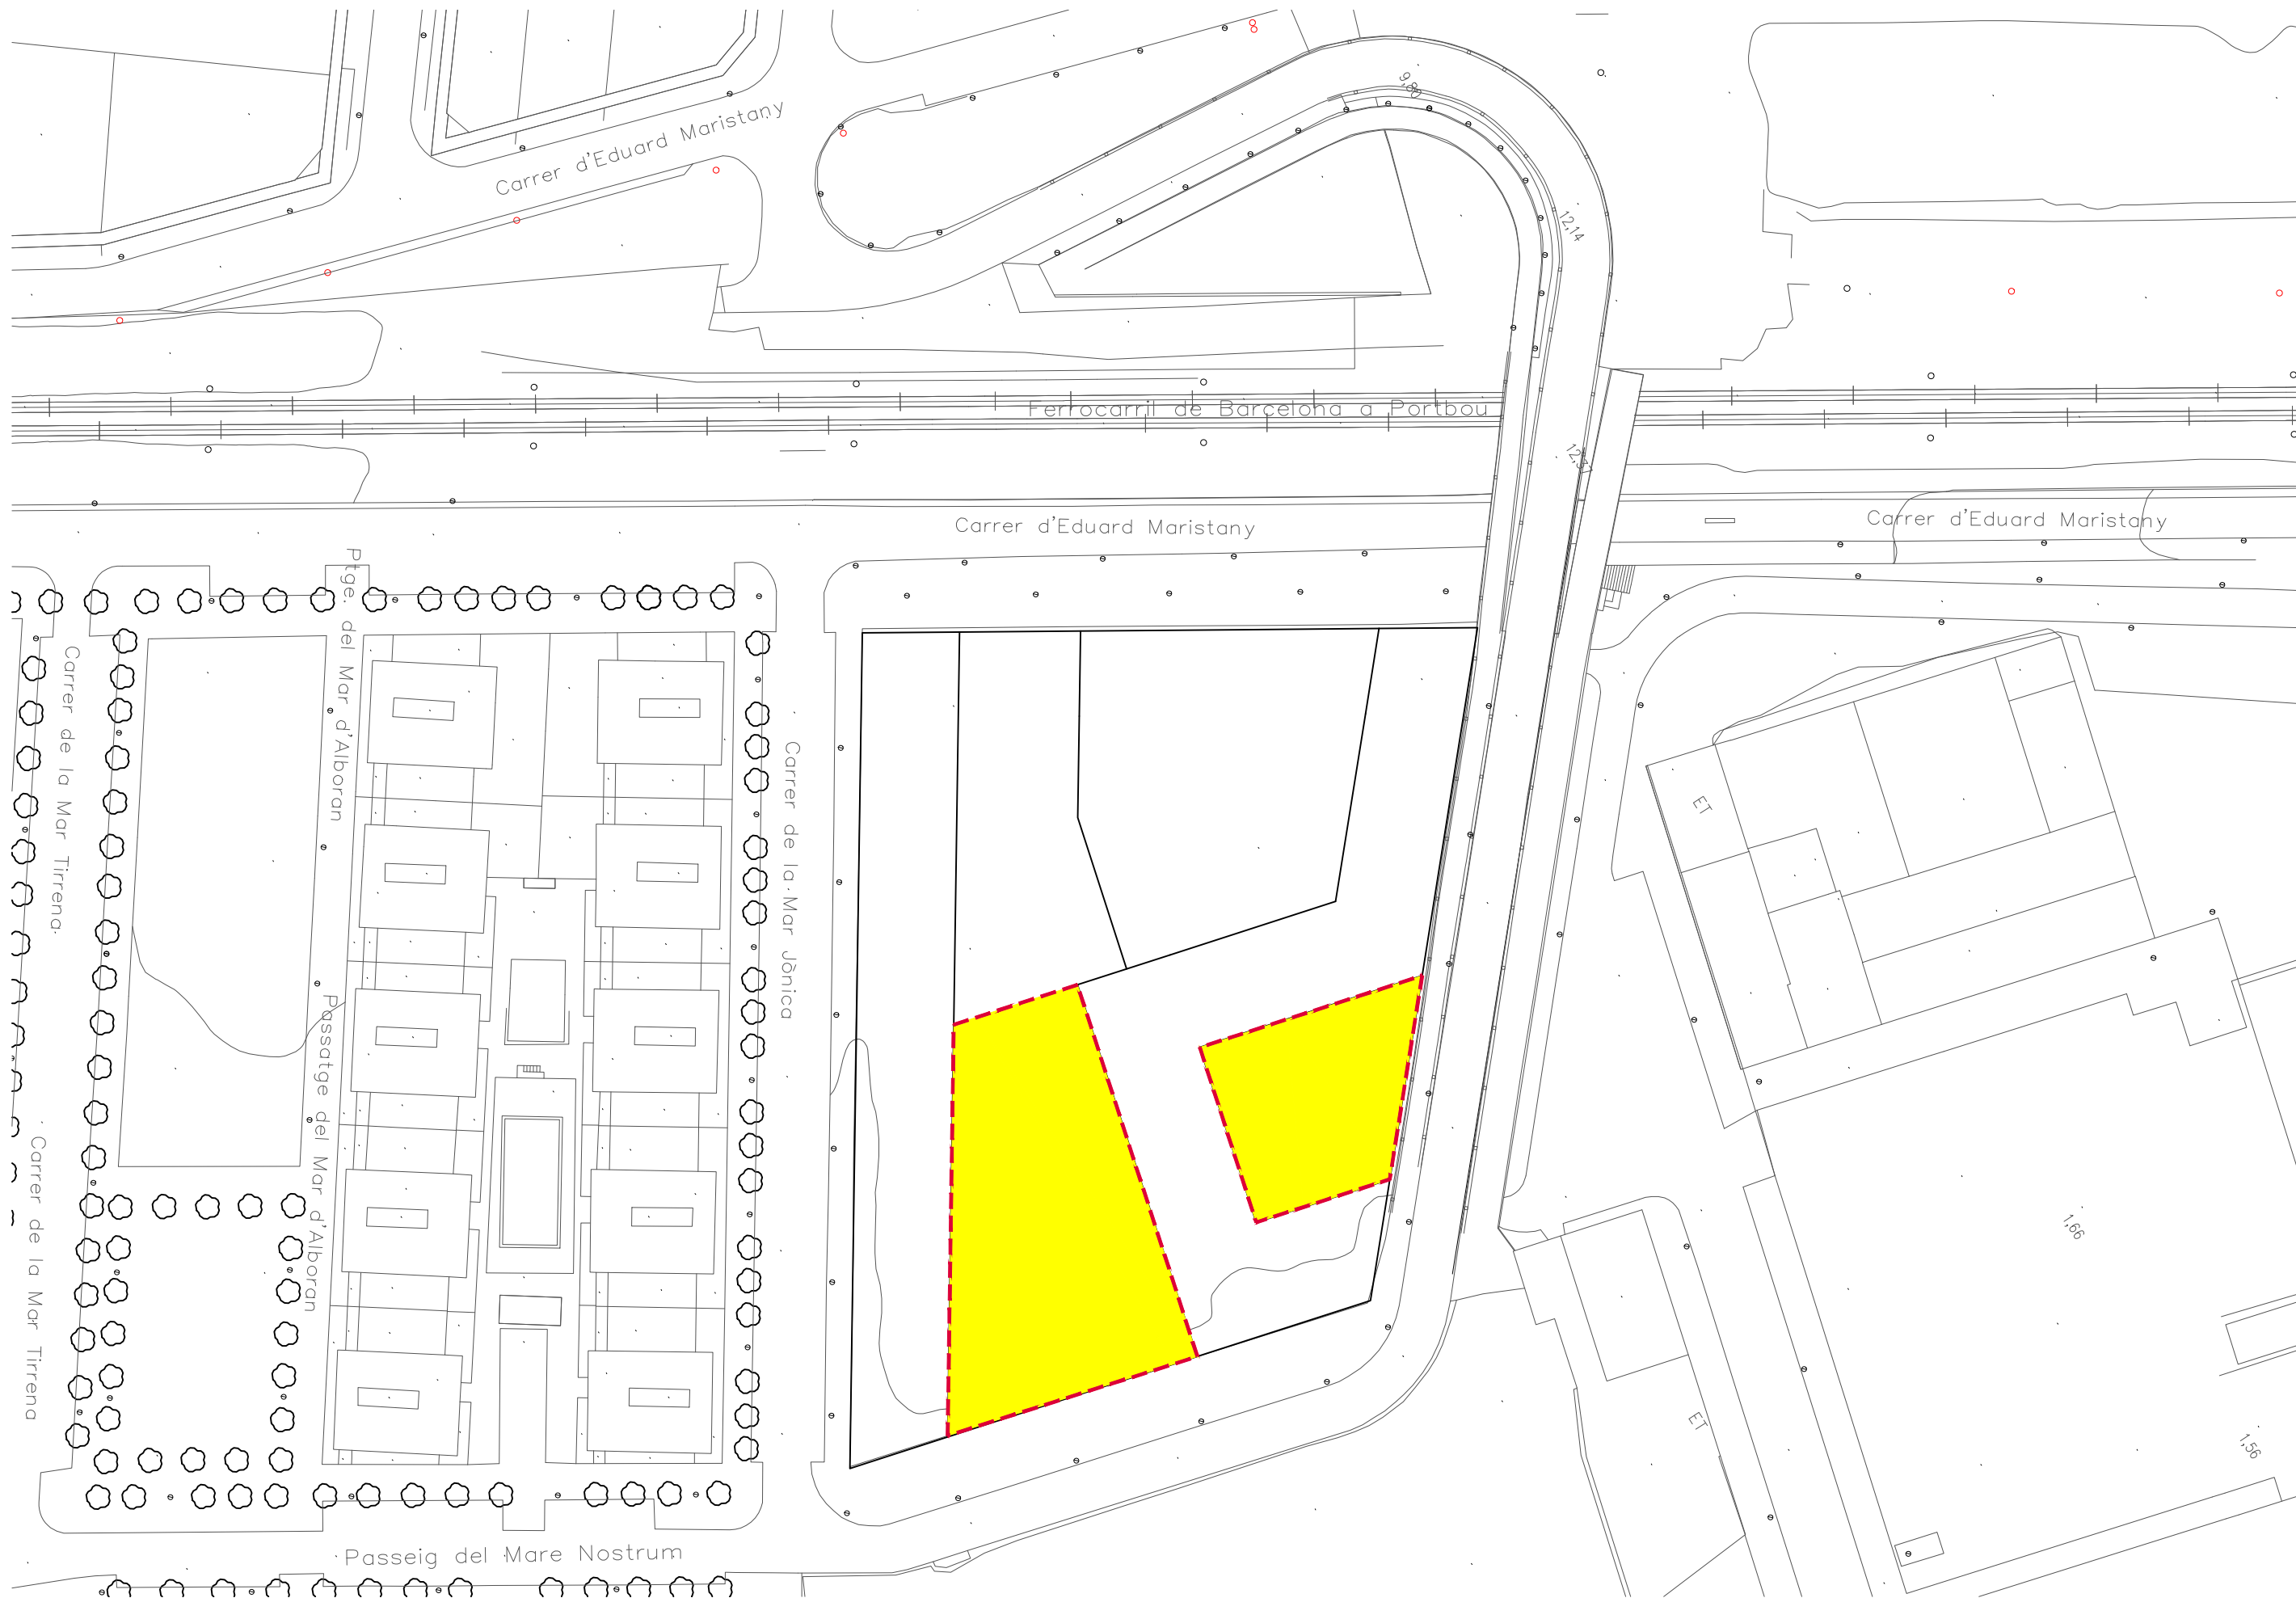 9,80
Carrer d'Eduard Maristany
12,14
Ferrocarril de Barcelona a Portbou
Carrer d'Eduard Maristany
Carrer d'Eduard Maristany
Ptge. del Mar d'Alboran
Carrer de la Mar Tirrena
Carrer de la Mar Jònica
ET
Passatge del Mar d'Alboran
Carrer de la Mar Tirrena
1,66
ET
1,56
Passeig del Mare Nostrum